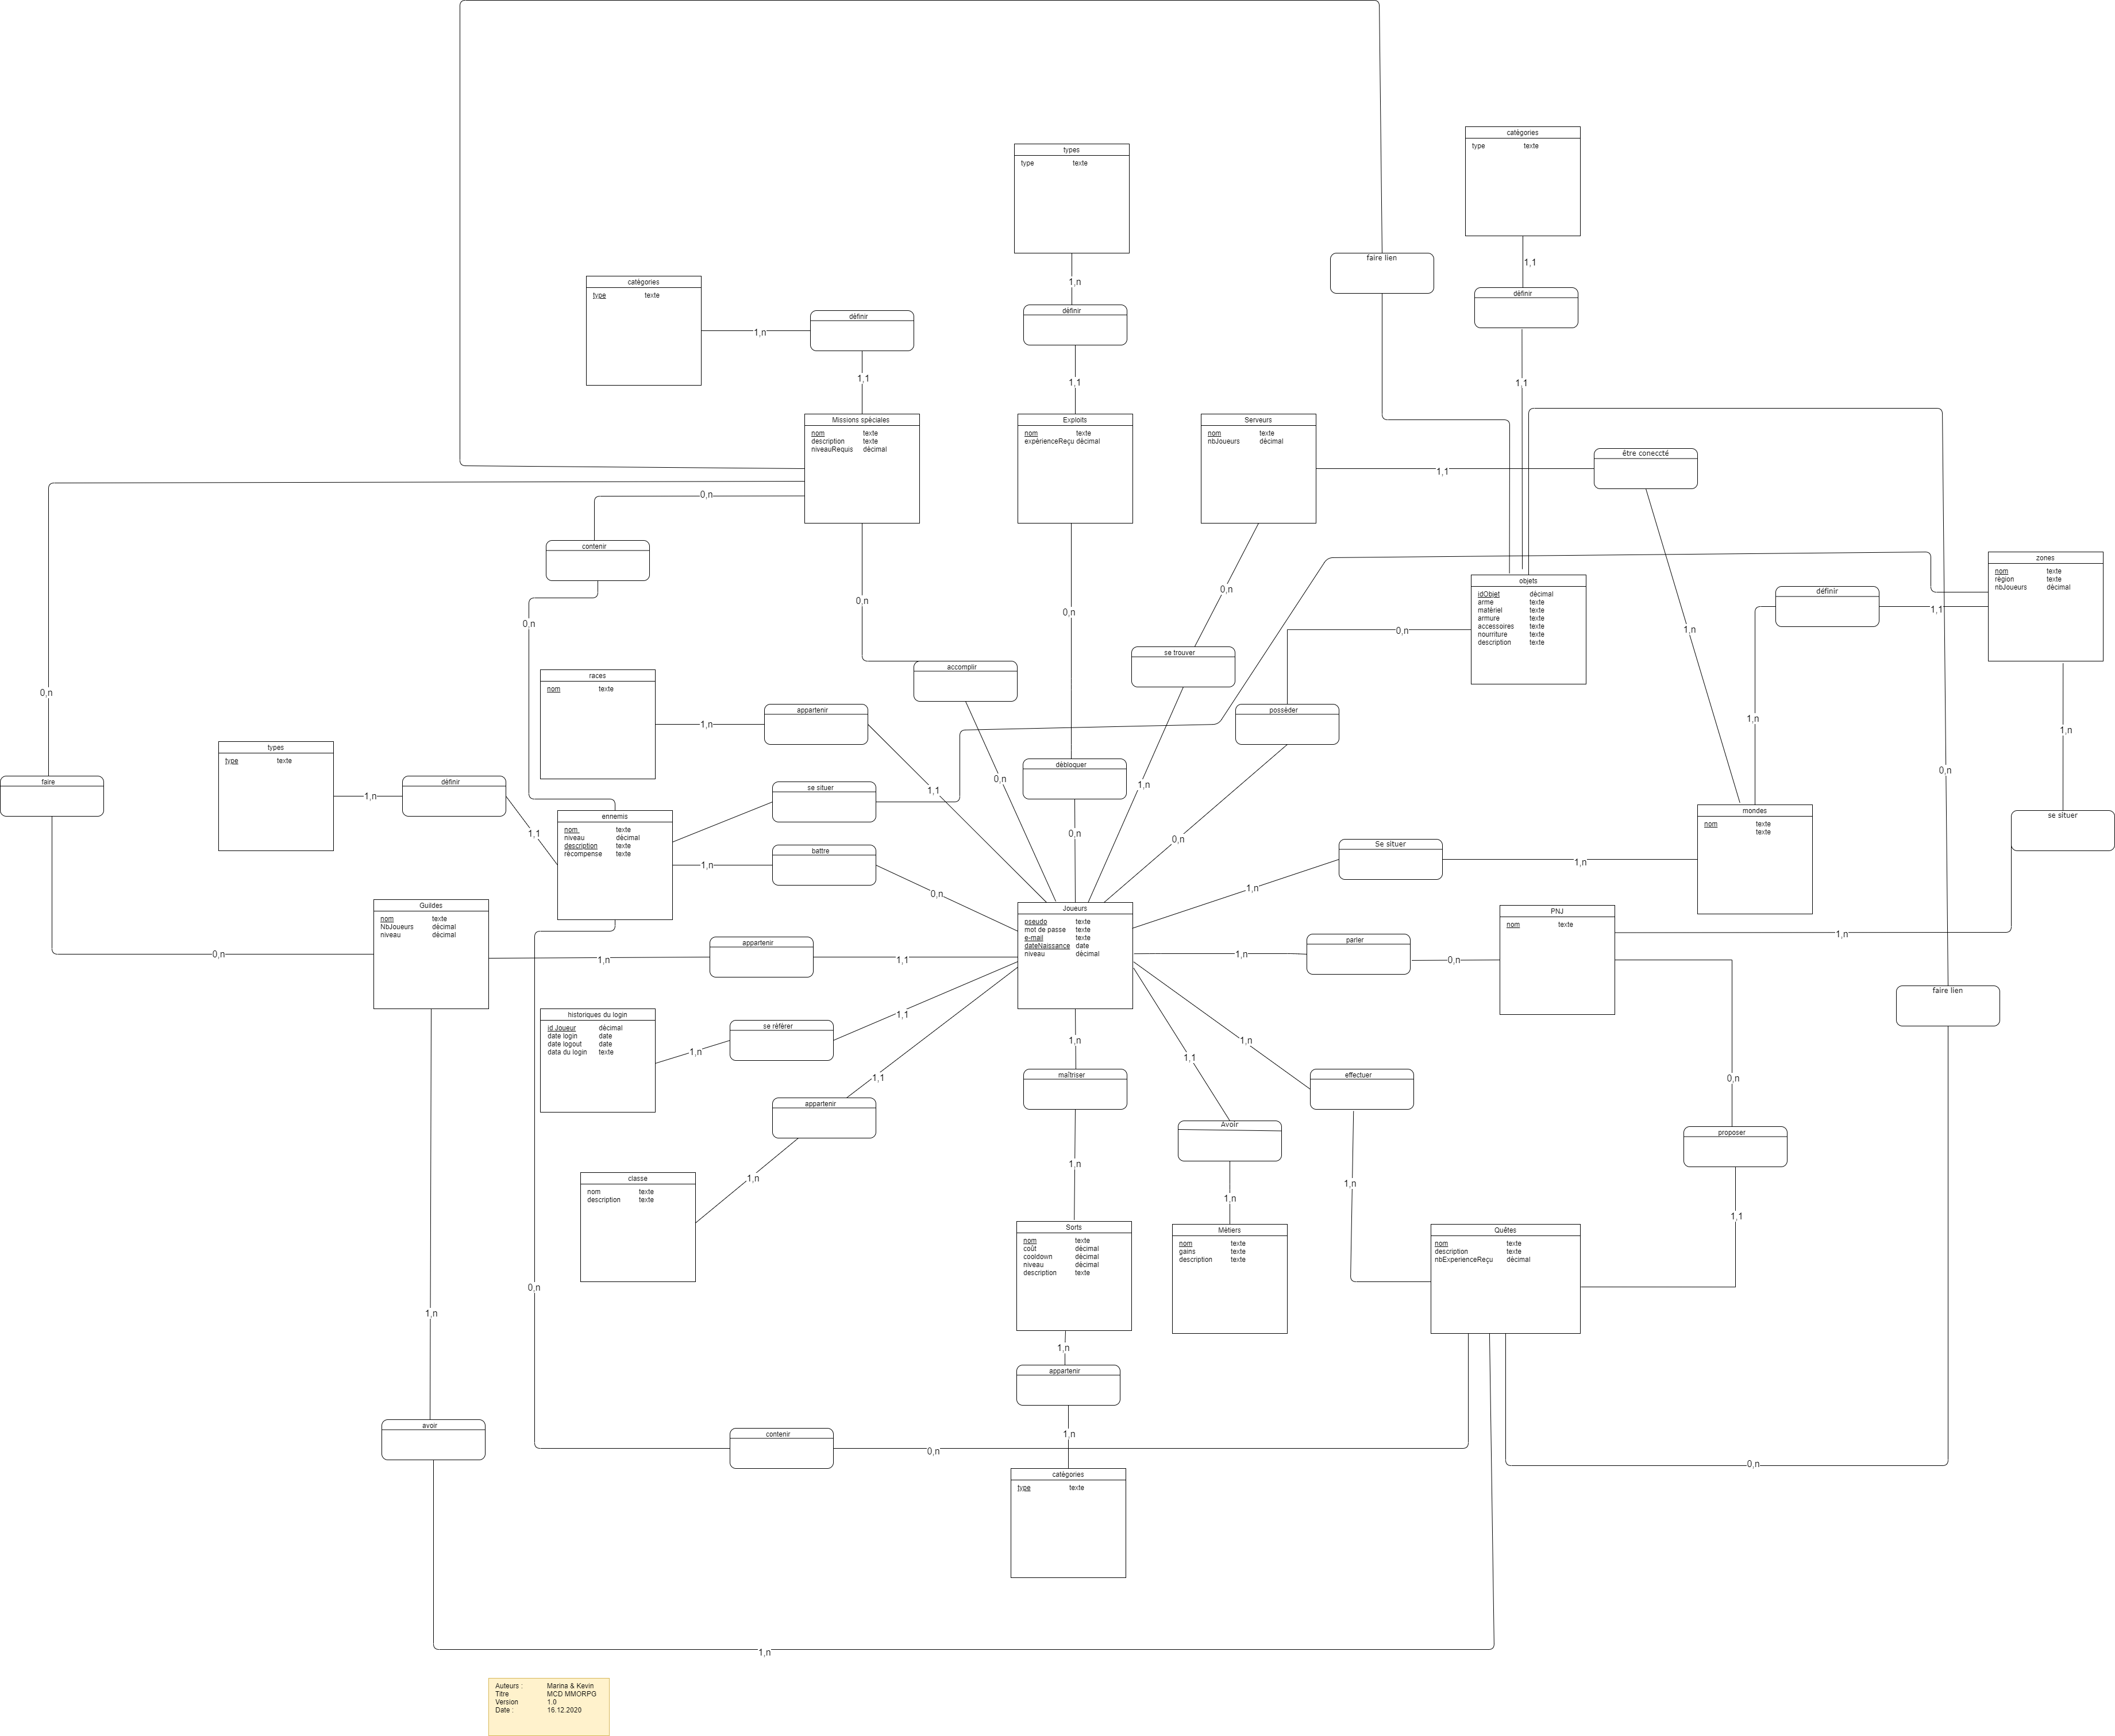 types
type texte
catégories
type texte
faire lien
1,1
catégories
type texte
1,n
définir
définir
définir
1,n
1,1
1,1
1,1
Missions spéciales
nom texte
description texte
niveauRequis décimal
Exploits
nom texte
expérienceReçu décimal
Serveurs
nom texte
nbJoueurs décimal
être coneccté
1,1
0,n
contenir
zones
nom texte
région texte
nbJoueurs décimal
objets
idObjet décimal
arme texte
matériel texte
armure texte
accessoires texte
nourriture texte
description texte
définir
1,1
0,n
0,n
0,n
0,n
0,n
1,n
se trouver
accomplir
races
nom texte
0,n
1,n
appartenir
posséder
1,n
1,n
types
type texte
débloquer
0,n
0,n
1,n
1,1
faire
1,n
définir
se situer
ennemis
nom texte
niveau décimal
description texte
récompense texte
mondes
nom texte
texte
se situer
1,1
0,n
0,n
battre
1,n
Se situer
1,n
0,n
1,n
Guildes
nom texte
NbJoueurs décimal
niveau décimal
Joueurs
pseudo texte
mot de passe texte
e-mail texte
dateNaissance date
niveau décimal
PNJ
nom texte
1,n
appartenir
parler
0,n
1,n
1,1
1,n
0,n
faire lien
historiques du login
id Joueur décimal
date login date
date logout date
data du login texte
1,1
se référer
1,n
1,n
1,n
1,1
maîtriser
effectuer
1,1
0,n
appartenir
Avoir
proposer
1,n
1,n
1,n
1,n
classe
nom texte
description texte
1,1
Sorts
nom texte
coût décimal
cooldown décimal
niveau décimal
description texte
Métiers
nom texte
gains texte
description texte
Quêtes
nom texte
description texte
nbExperienceReçu décimal
0,n
1,n
1,n
appartenir
avoir
contenir
1,n
0,n
0,n
catégories
type texte
1,n
Auteurs : Marina & Kevin
Titre MCD MMORPG
Version 1.0
Date : 16.12.2020